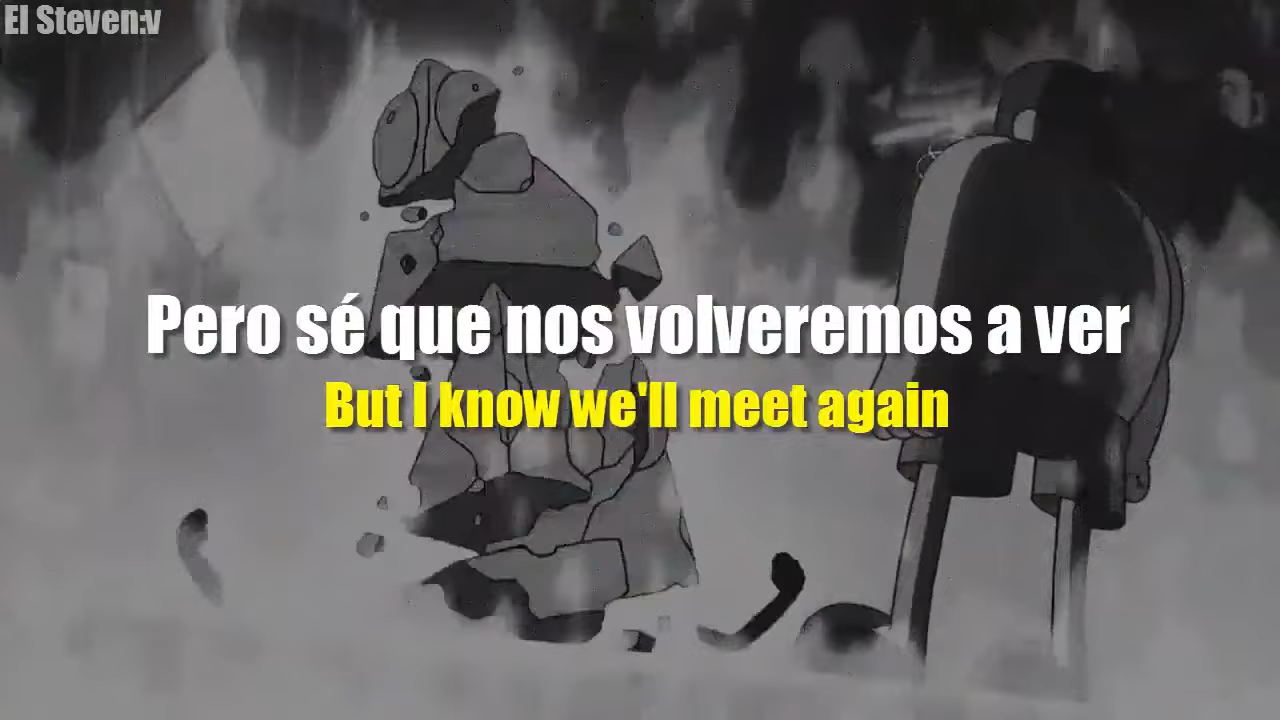 El Steven:v
Pero sé que nos volveremos a ver
But I know we'll meet again